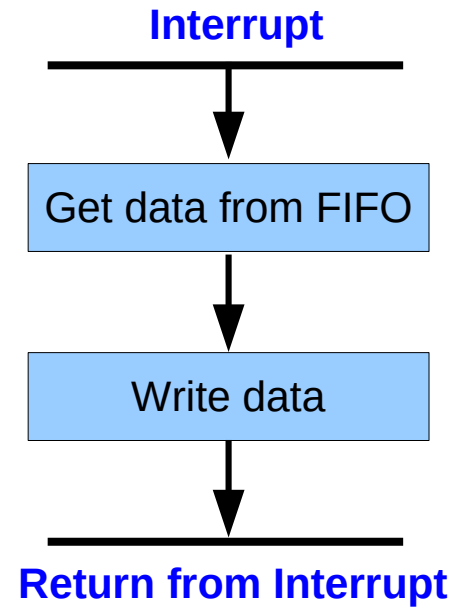 Interrupt
Get data from FIFO
Write data
Return from Interrupt